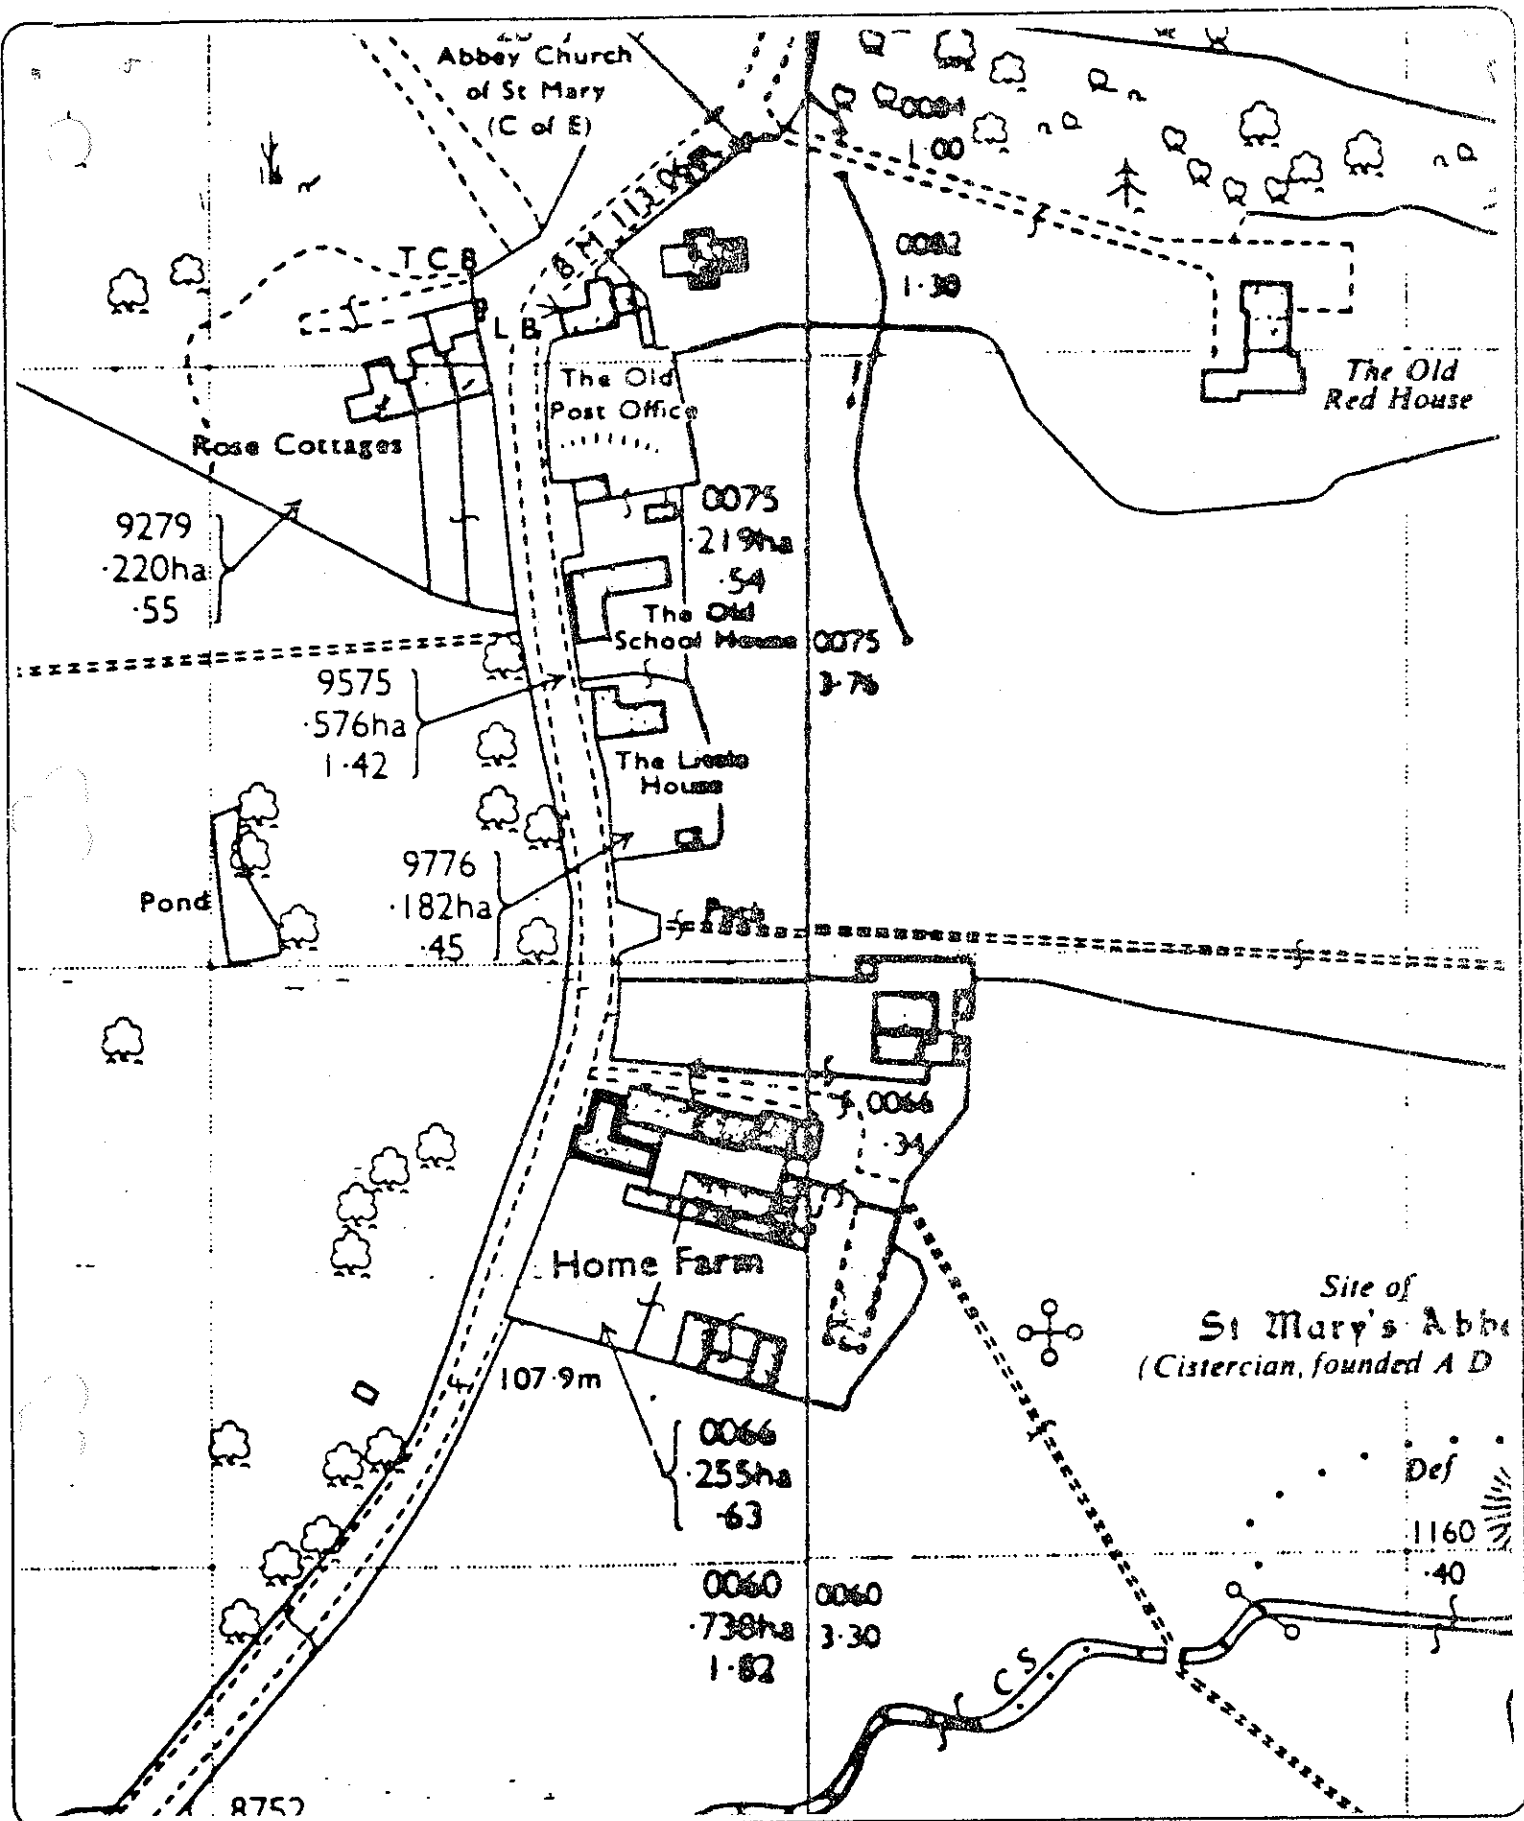 Abbey Church
of St Mary
(C of E)
T C B
B M 113
L B
0084
1·00
0082
1·30
The Old
Red House
The Old
Post Office
Rose Cottages
9279
·220ha
·55
0075
·219ha
·54
The Old
School House
0075
3·76
9575
·576ha
1·42
The Little
House
9776
·182ha
·45
Pond
0066
·34
Home Farm
Site of
St Mary's Abbe
(Cistercian, founded A D
107·9m
0066
·255ha
·63
Def
1160
·40
0060
·738ha
1·82
0060
3·30
C S
8752